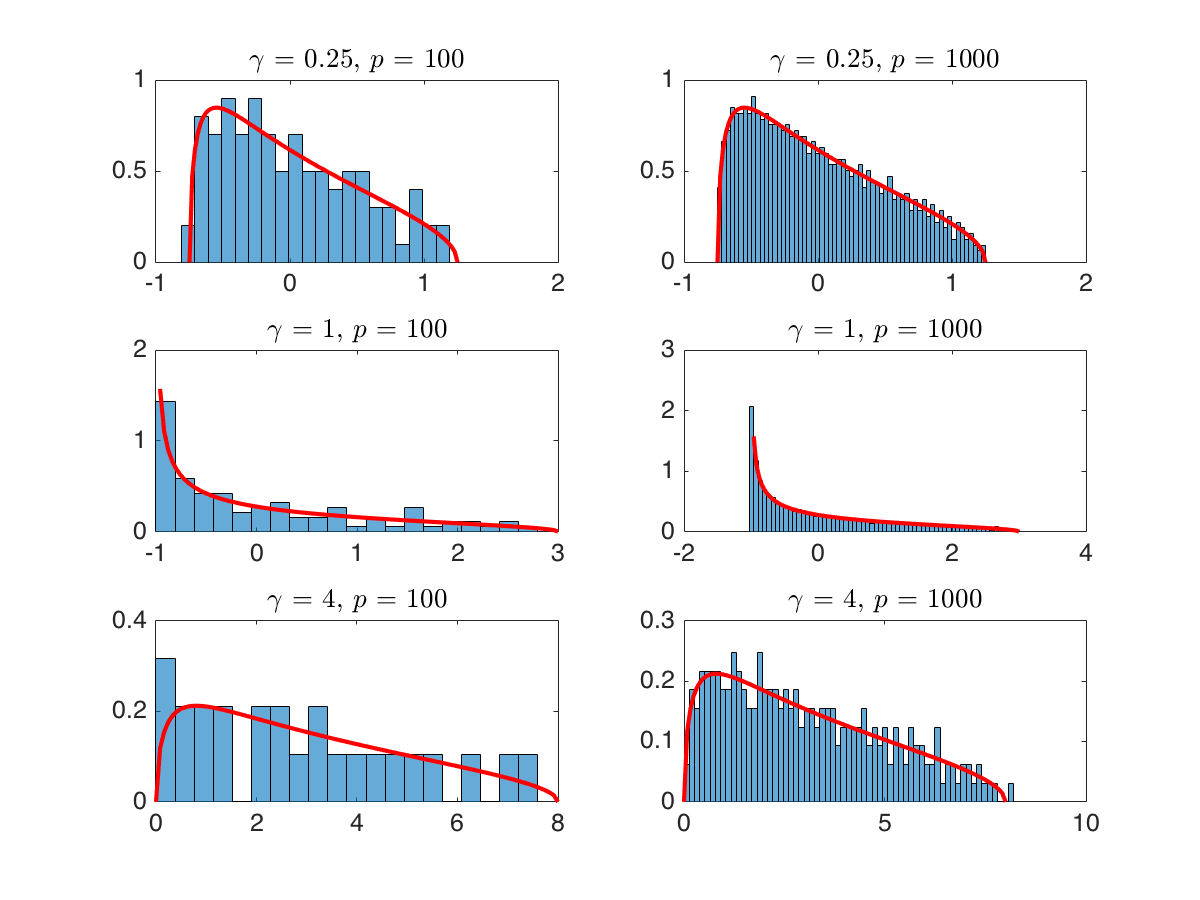 γ = 0.25, p = 100
1
0.5
0
-1 0 1 2
γ = 0.25, p = 1000
1
0.5
0
-1 0 1 2
γ = 1, p = 100
2
1
0
-1 0 1 2 3
γ = 1, p = 1000
3
2
1
0
-2 0 2 4
γ = 4, p = 100
0.4
0.2
0
0 2 4 6 8
γ = 4, p = 1000
0.3
0.2
0.1
0
0 5 10